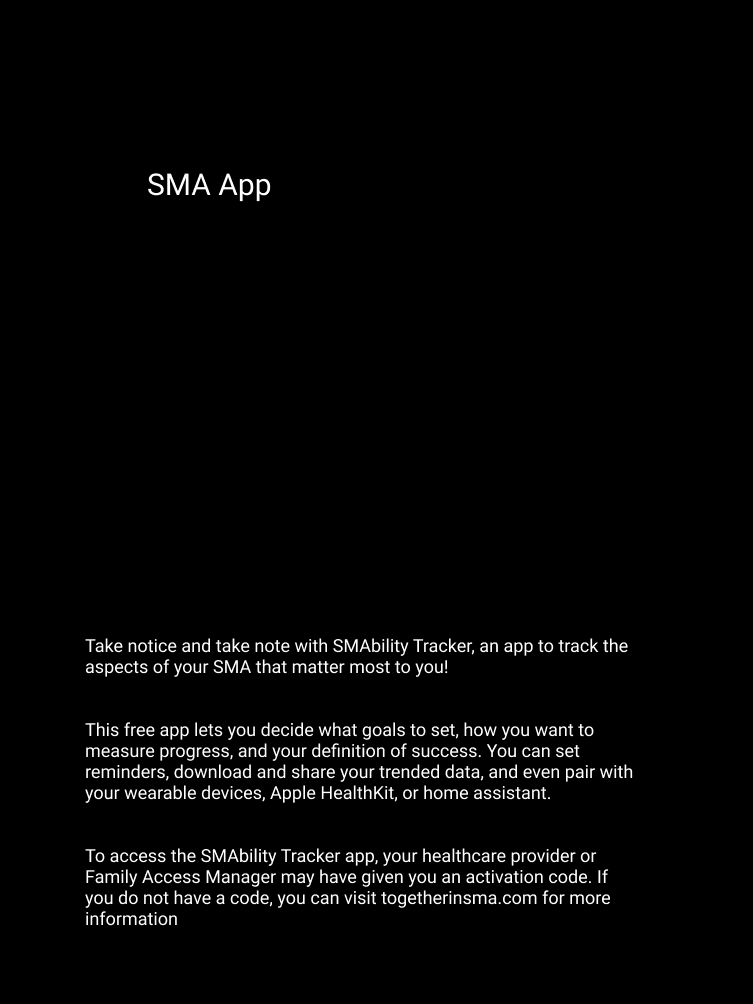 SMA App
Take notice and take note with SMAbility Tracker, an app to track the
aspects of your SMA that matter most to you!
This free app lets you decide what goals to set, how you want to
measure progress, and your definition of success. You can set
reminders, download and share your trended data, and even pair with
your wearable devices, Apple HealthKit, or home assistant.
To access the SMAbility Tracker app, your healthcare provider or
Family Access Manager may have given you an activation code. If
you do not have a code, you can visit togetherinsma.com for more
information